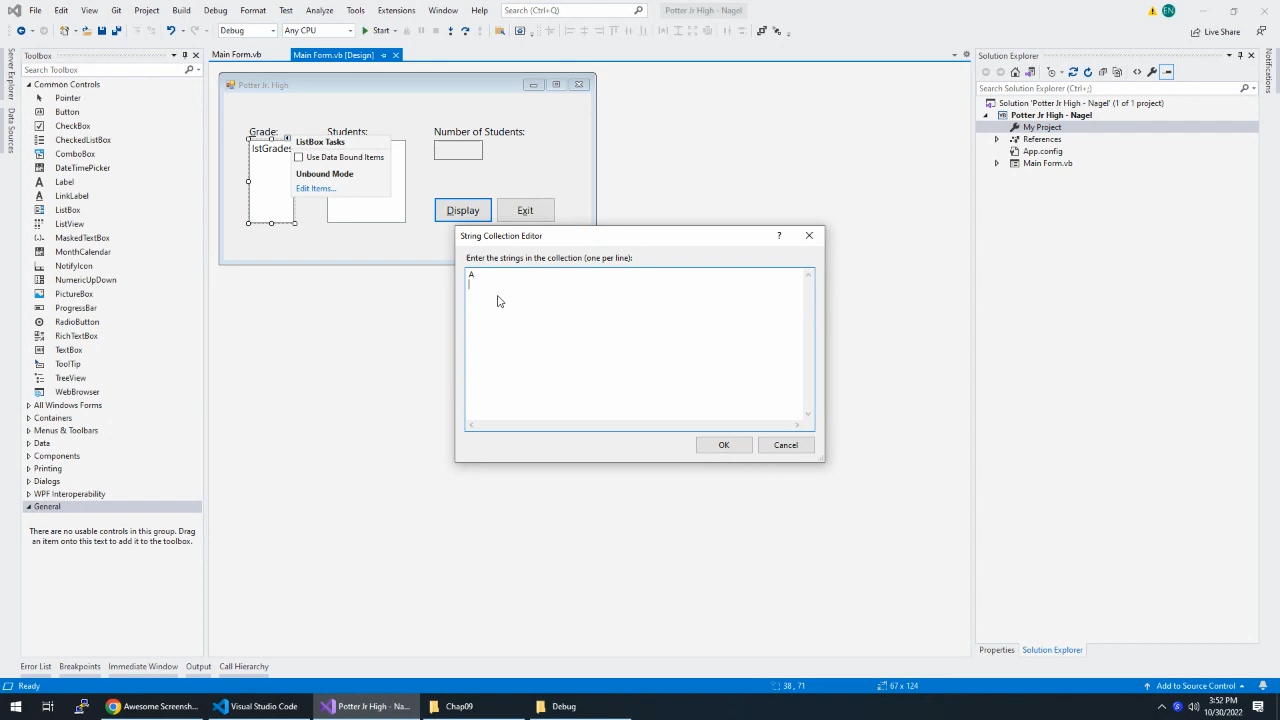 File Edit View Git Project Build Debug Format Test Analyze Tools Extensions Window Help Search (Ctrl+Q) Potter Jr High - Nagel EN
Debug Any CPU Start Live Share
Server Explorer
Data Sources
Toolbox
Search Toolbox
Common Controls
Pointer
Button
CheckBox
CheckedListBox
ComboBox
DateTimePicker
Label
LinkLabel
ListBox
ListView
MaskedTextBox
MonthCalendar
NotifyIcon
NumericUpDown
PictureBox
ProgressBar
RadioButton
RichTextBox
TextBox
ToolTip
TreeView
WebBrowser
All Windows Forms
Containers
Menus & Toolbars
Data
Components
Printing
Dialogs
WPF Interoperability
General
There are no usable controls in this group. Drag
an item onto this text to add it to the toolbox.
Main Form.vb Main Form.vb [Design]
Potter Jr. High
Grade: Students: Number of Students:
lstGrades
ListBox Tasks
Use Data Bound Items
Unbound Mode
Edit Items...
Display Exit
String Collection Editor ?
Enter the strings in the collection (one per line):
A
OK Cancel
Solution Explorer
Search Solution Explorer (Ctrl+;)
Solution 'Potter Jr High - Nagel' (1 of 1 project)
VB Potter Jr High - Nagel
My Project
References
App.config
Main Form.vb
Properties Solution Explorer
Notifications
Error List Breakpoints Immediate Window Output Call Hierarchy
Ready 38 , 71 67 x 124 Add to Source Control
Awesome Screensh... Visual Studio Code Potter Jr High - Na... Chap09 Debug
3:52 PM
10/30/2022